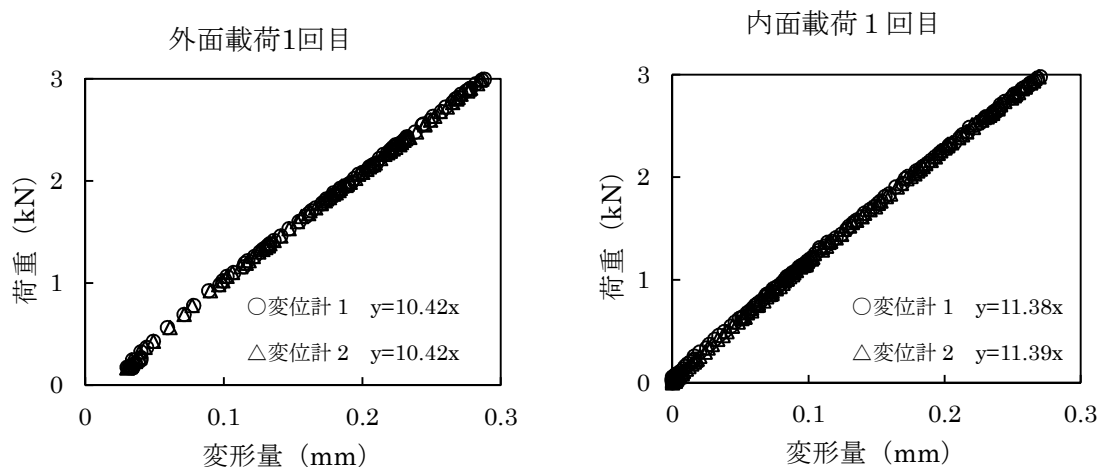 外面載荷1回目
3
2
1
0
荷重 (kN)
○変位計 1 y=10.42x
△変位計 2 y=10.42x
0 0.1 0.2 0.3
変形量 (mm)
内面載荷 1 回目
3
2
1
0
荷重 (kN)
○変位計 1 y=11.38x
△変位計 2 y=11.39x
0 0.1 0.2 0.3
変形量 (mm)